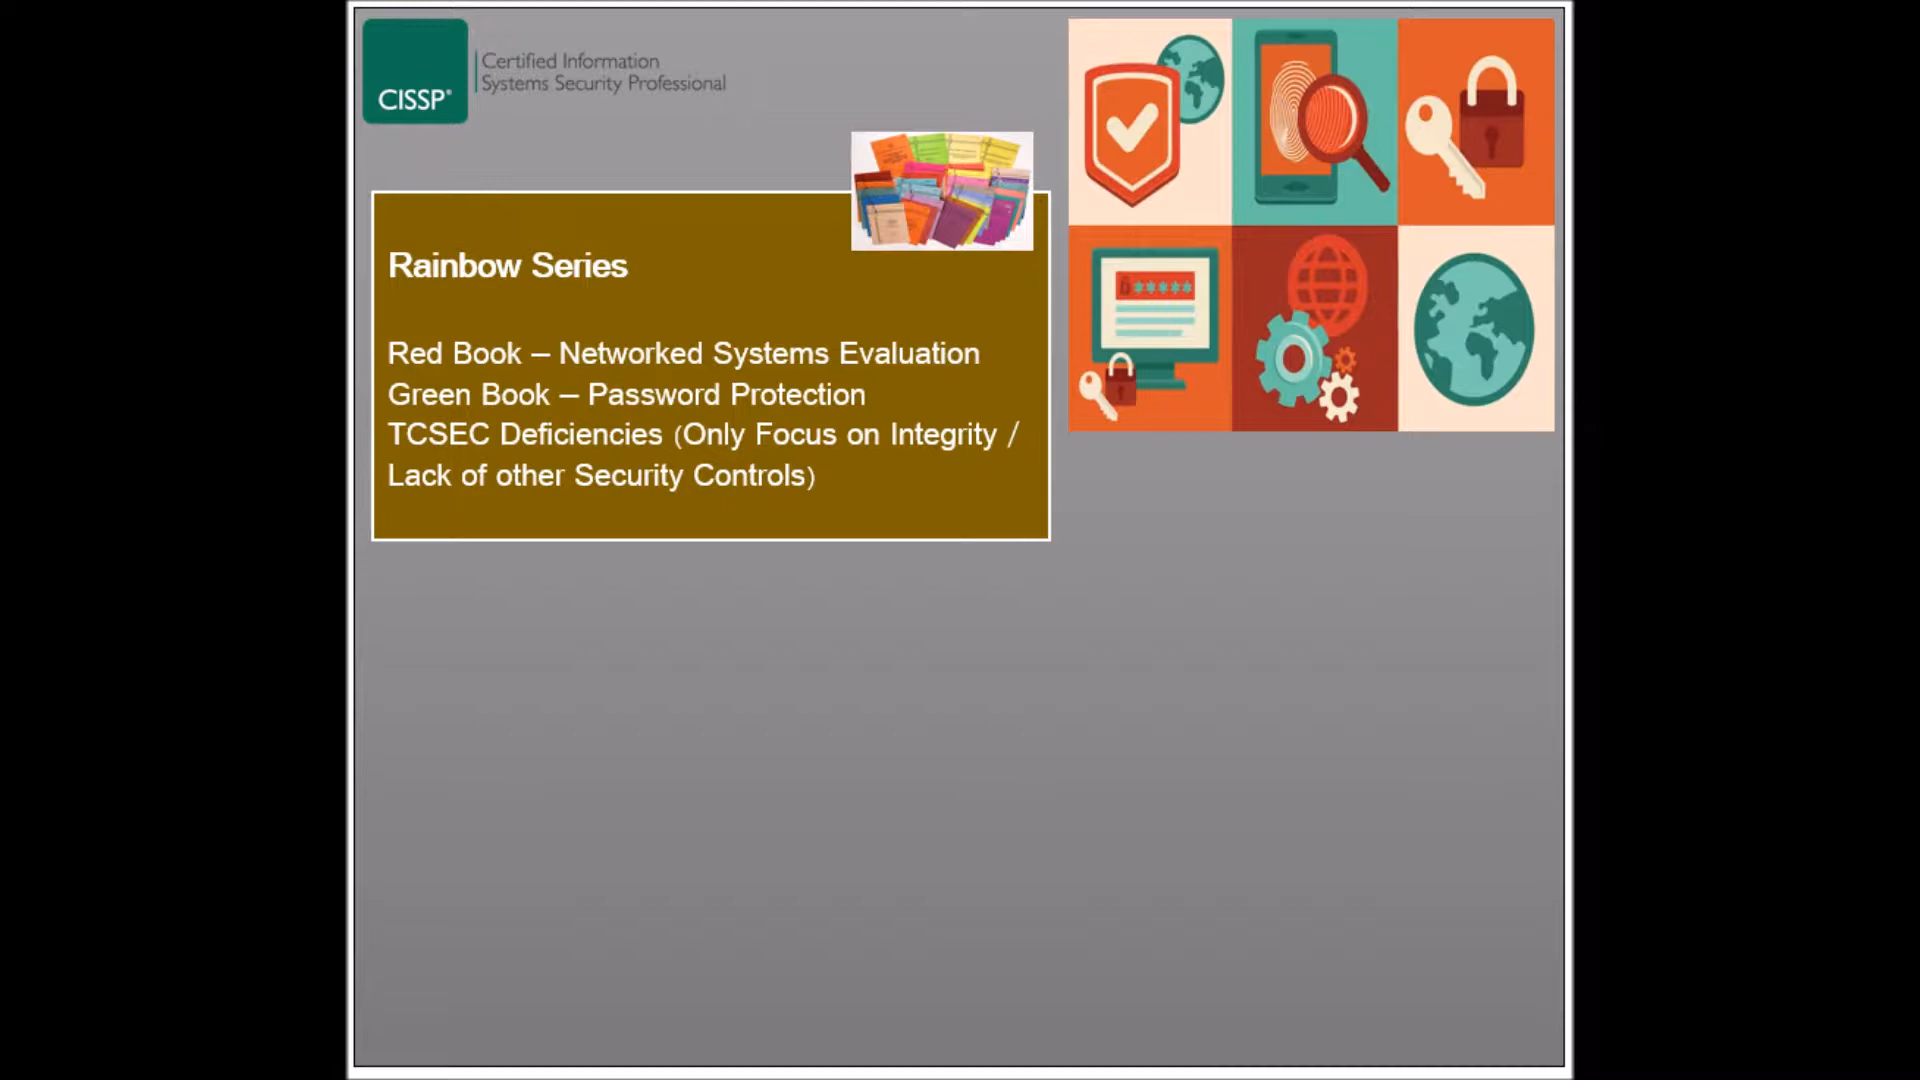 CISSP®
Certified Information
Systems Security Professional
Rainbow Series
Red Book – Networked Systems Evaluation
Green Book – Password Protection
TCSEC Deficiencies (Only Focus on Integrity /
Lack of other Security Controls)
*****